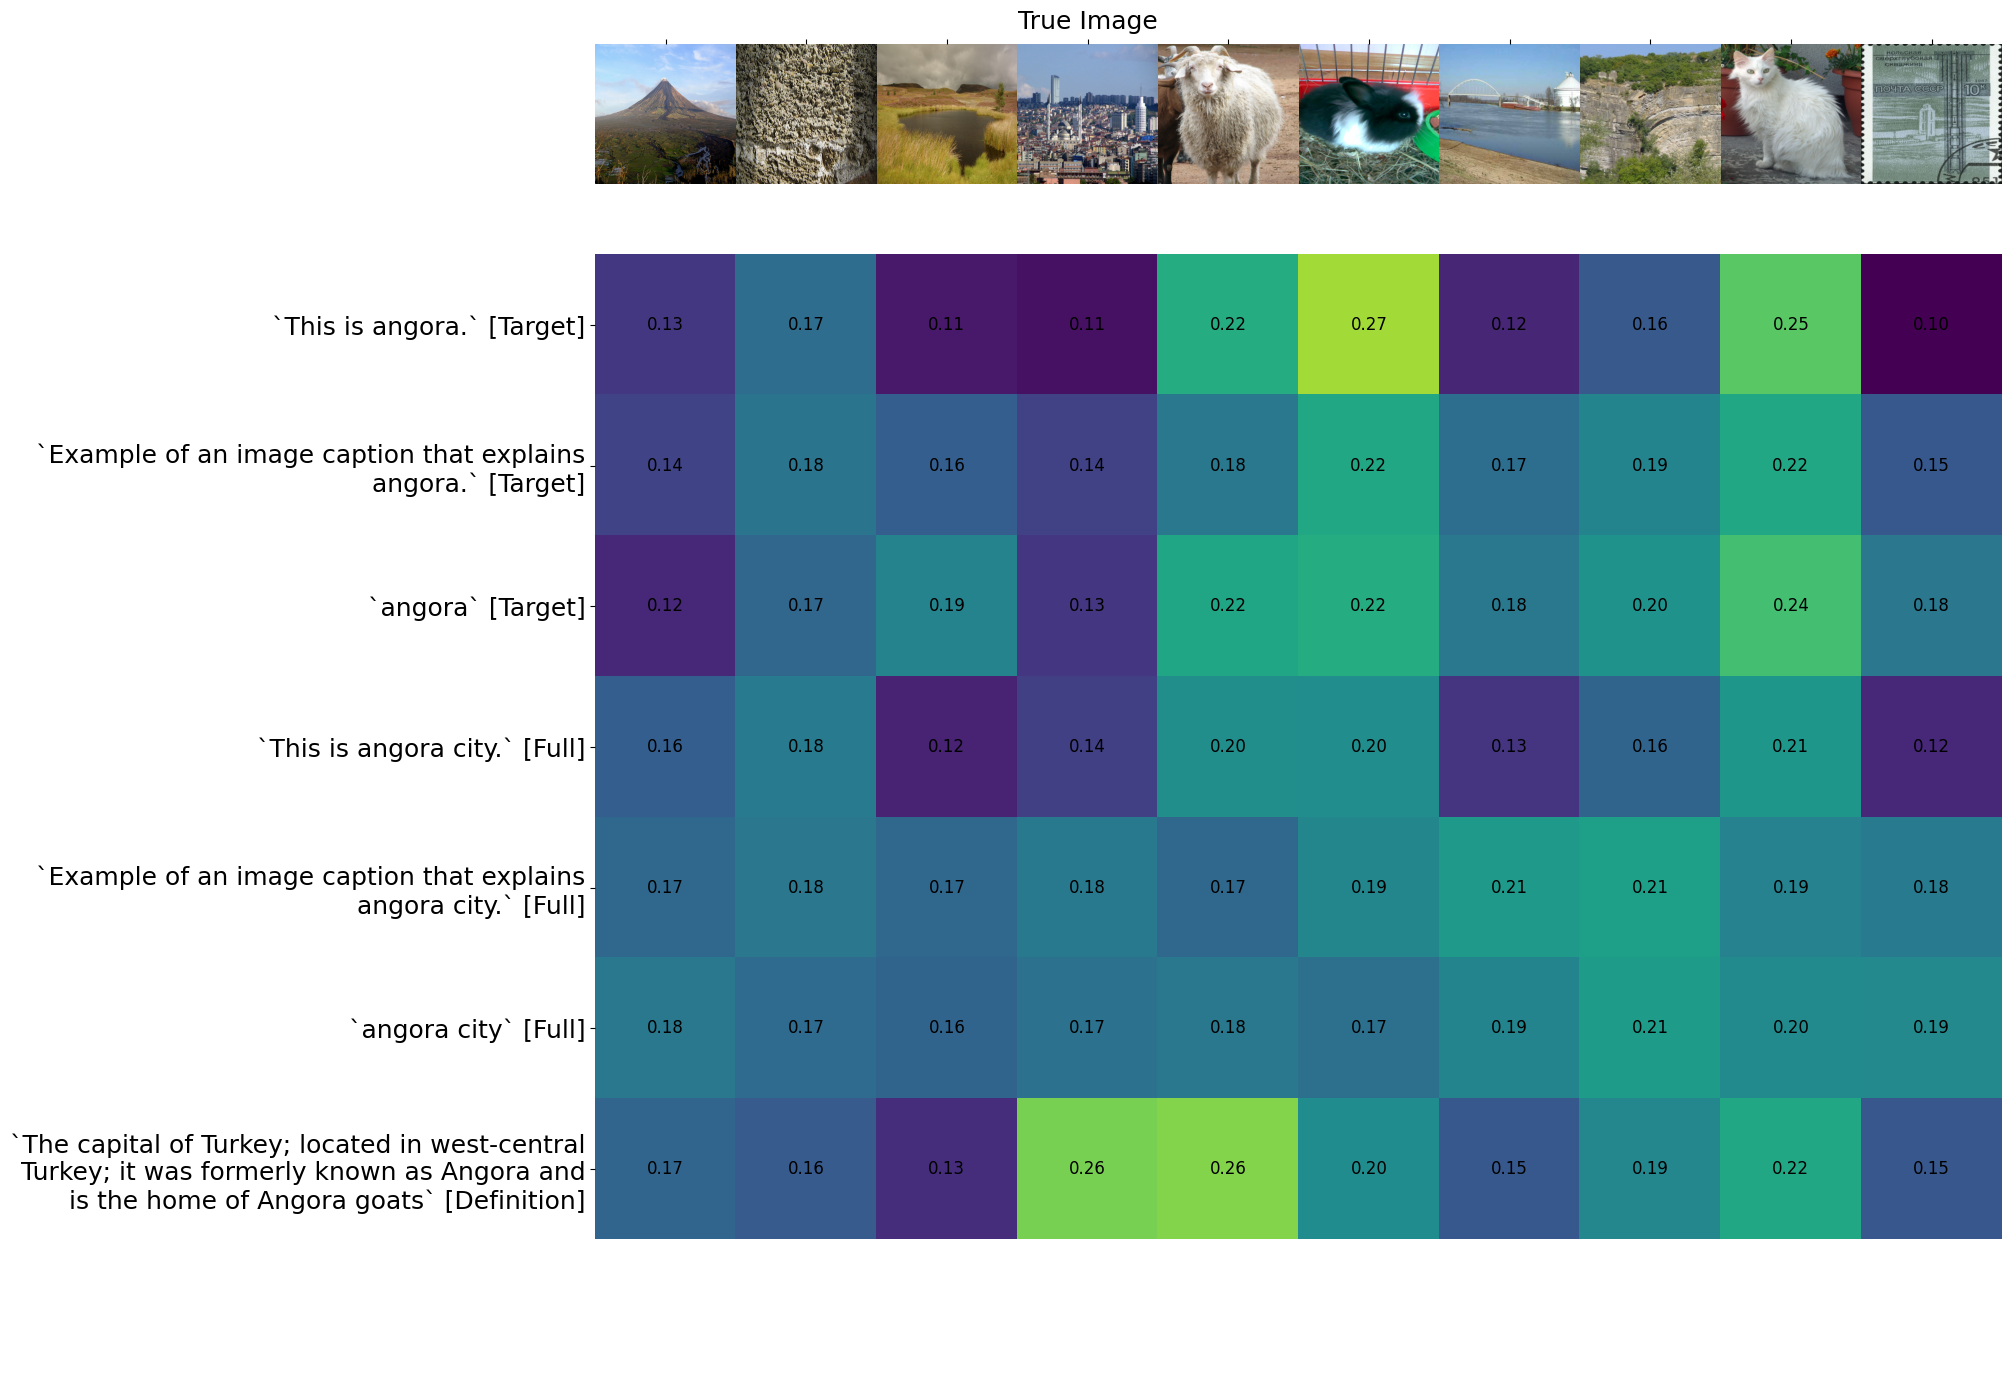 True Image
ПОЧТА СССР 10
`This is angora.` [Target]
0.13 0.17 0.11 0.11 0.22 0.27 0.12 0.16 0.25 0.10
`Example of an image caption that explains
angora.` [Target]
0.14 0.18 0.16 0.14 0.18 0.22 0.17 0.19 0.22 0.15
`angora` [Target]
0.12 0.17 0.19 0.13 0.22 0.22 0.18 0.20 0.24 0.18
`This is angora city.` [Full]
0.16 0.18 0.12 0.14 0.20 0.20 0.13 0.16 0.21 0.12
`Example of an image caption that explains
angora city.` [Full]
0.17 0.18 0.17 0.18 0.17 0.19 0.21 0.21 0.19 0.18
`angora city` [Full]
0.18 0.17 0.16 0.17 0.18 0.17 0.19 0.21 0.20 0.19
`The capital of Turkey; located in west-central
Turkey; it was formerly known as Angora and
is the home of Angora goats` [Definition]
0.17 0.16 0.13 0.26 0.26 0.20 0.15 0.19 0.22 0.15